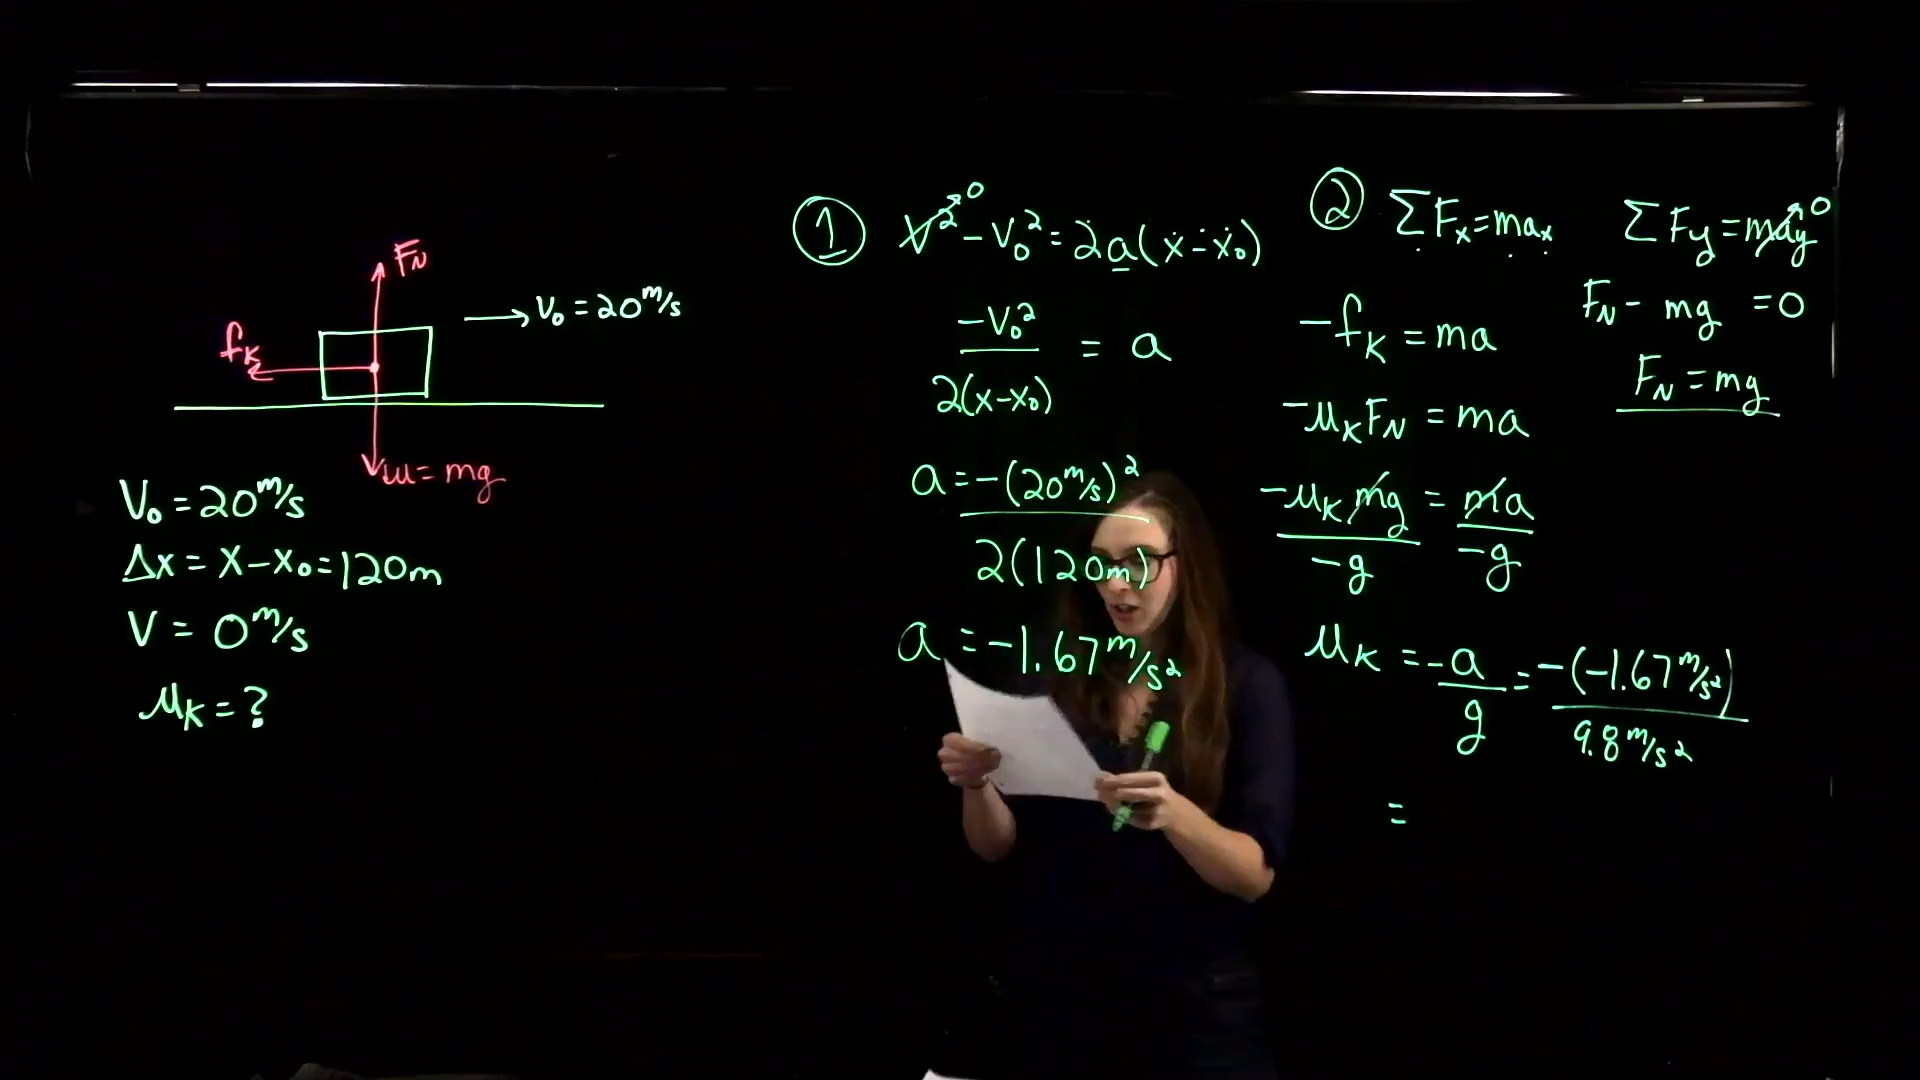 F_N
f_K
→ V₀ = 20 m/s
w = mg
V₀ = 20 m/s
Δx = x - x₀ = 120m
V = 0 m/s
μ_K = ?
① V²↗0 - V₀² = 2a(x - x₀)
-V₀² / 2(x-x₀) = a
a = -(20 m/s)² / 2(120m)
a = -1.67 m/s²
② ΣF_x = ma_x
-f_K = ma
-μ_K F_N = ma
-μ_K mg / -g = ma / -g
μ_K = -a / g = -(-1.67 m/s²) / 9.8 m/s²
=
ΣF_y = ma_y↗0
F_N - mg = 0
F_N = mg